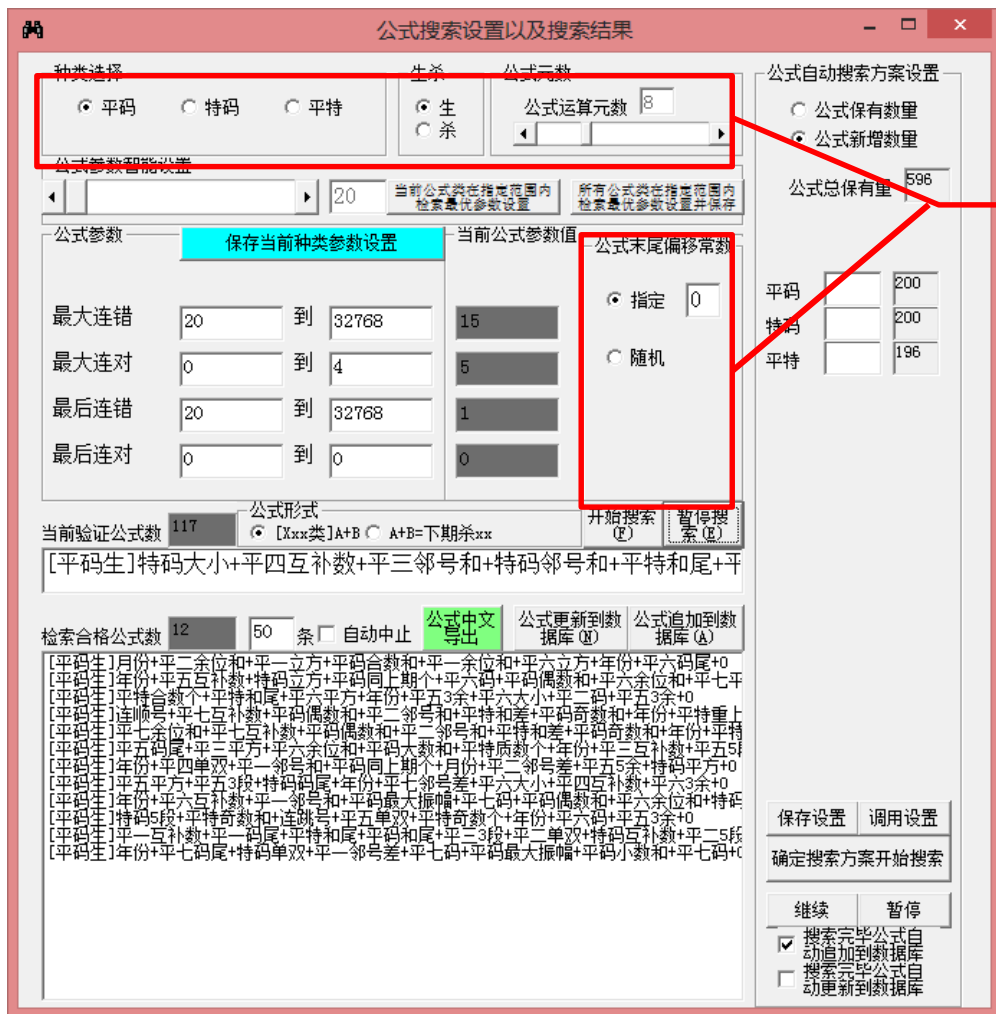 公式搜索设置以及搜索结果
种类选择
平码 特码 平特
生杀
生
杀
公式元数
公式运算元数 8
公式参数智能设置
20
当前公式类在指定范围内
检索最优参数设置
所有公式类在指定范围内
检索最优参数设置并保存
公式参数
保存当前种类参数设置
当前公式参数值
公式末尾偏移常数
最大连错 20 到 32768 15
最大连对 0 到 4 5
最后连错 20 到 32768 1
最后连对 0 到 0 0
指定 0
随机
当前验证公式数 117
公式形式
[Xxx类]A+B A+B=下期杀xx
开始搜索
(F)
暂停搜
索(E)
[平码生]特码大小+平四互补数+平三邻号和+特码邻号和+平特和尾+平
检索合格公式数 12 50 条 自动中止
公式中文
导出
公式更新到数
据库(N)
公式追加到数
据库(A)
[平码生]月份+平二余位和+平一立方+平码合数和+平一余位和+平六立方+年份+平六码尾+0
[平码生]年份+平五互补数+特码立方+平码同上期个+平六码+平码偶数和+平六余位和+平七平
[平码生]平特合数个+平特和尾+平六平方+年份+平五3余+平六大小+平二码+平五3余+0
[平码生]连顺号+平七互补数+平码偶数和+平二邻号和+平特和差+平码奇数和+年份+平特重上
[平码生]平七余位和+平七互补数+平码偶数和+平二邻号和+平特和差+平码奇数和+年份+平特
[平码生]平五码尾+平三平方+平六余位和+平码大数和+平特质数个+年份+平三互补数+平五5段
[平码生]年份+平四单双+平一邻号和+平码同上期个+月份+平二邻号差+平五5余+特码平方+0
[平码生]平五平方+平五3段+特码码尾+年份+平七邻号差+平六大小+平四互补数+平六3余+0
[平码生]年份+平六互补数+平一邻号和+平码最大振幅+平七码+平码偶数和+平六余位和+特码
[平码生]特码5段+平特奇数和+连跳号+平五单双+平特奇数个+年份+平六码+平五3余+0
[平码生]平一互补数+平一码尾+平特和尾+平码和尾+平三3段+平二单双+特码互补数+平二5段
[平码生]年份+平七码尾+特码单双+平一邻号差+平七码+平码最大振幅+平码小数和+平七码+0
公式自动搜索方案设置
公式保有数量
公式新增数量
公式总保有量 596
平码 200
特码 200
平特 196
保存设置 调用设置
确定搜索方案开始搜索
继续 暂停
搜索完毕公式自
动追加到数据库
搜索完毕公式自
动更新到数据库